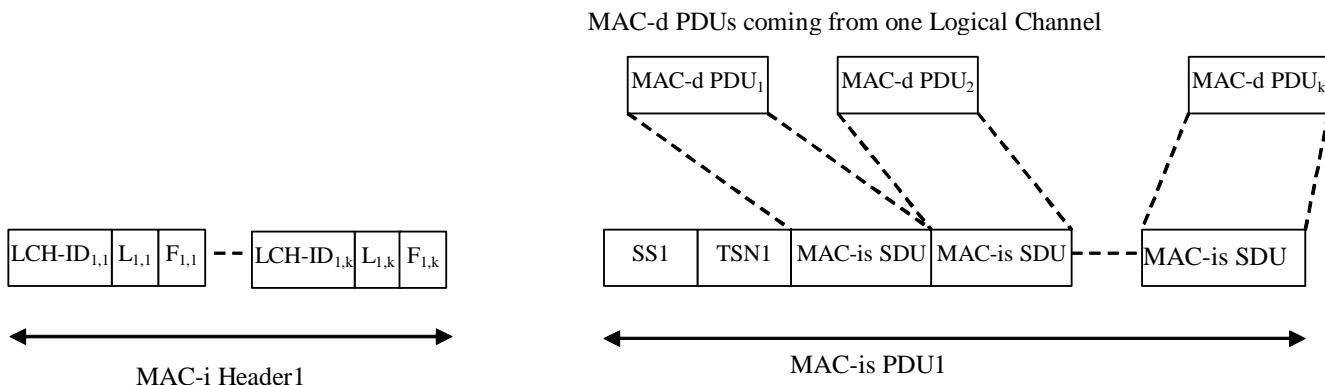 MAC-d PDUs coming from one Logical Channel
MAC-d PDU₁ MAC-d PDU₂ MAC-d PDUₖ
LCH-ID₁,₁ L₁,₁ F₁,₁ LCH-ID₁,ₖ L₁,ₖ F₁,ₖ SS1 TSN1 MAC-is SDU MAC-is SDU MAC-is SDU
MAC-i Header1 MAC-is PDU1